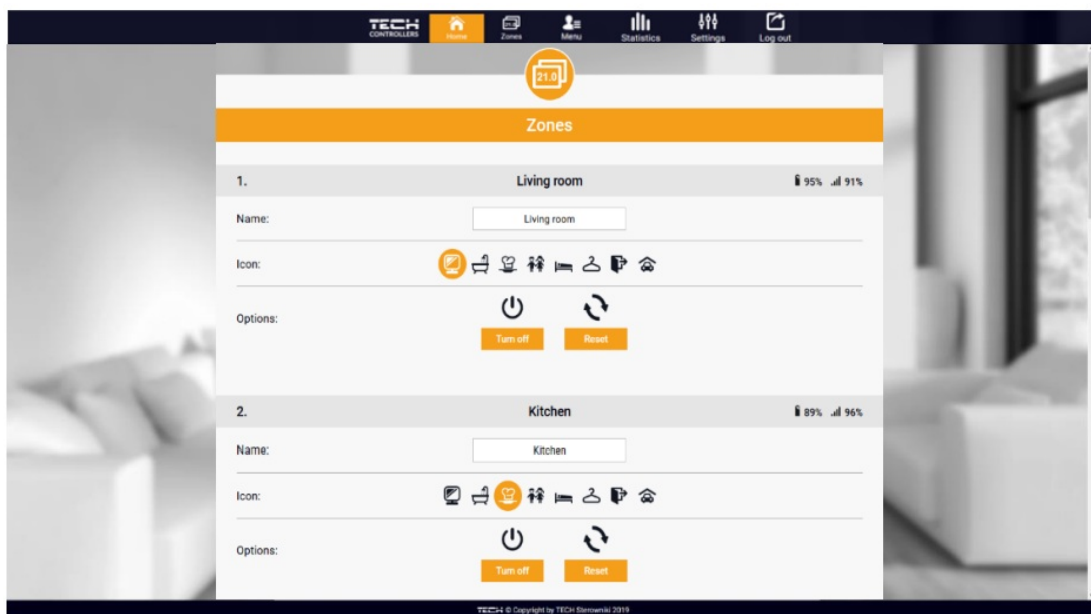 TECH CONTROLLERS Home Zones Menu Statistics Settings Log out
21.0
Zones
1. Living room 95% 91%
Name: Living room
Icon:
Options:
Turn off Reset
2. Kitchen 89% 96%
Name: Kitchen
Icon:
Options:
Turn off Reset
TECH © Copyright by TECH Sterowniki 2019